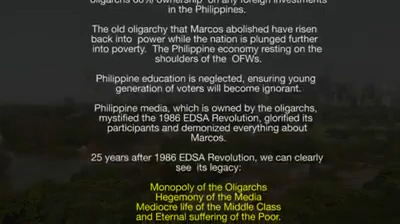 oligarchs 60% ownership on any foreign investments
in the Philippines.
The old oligarchy that Marcos abolished have risen
back into power while the nation is plunged further
into poverty. The Philippine economy resting on the
shoulders of the OFWs.
Philippine education is neglected, ensuring young
generation of voters will become ignorant.
Philippine media, which is owned by the oligarchs,
mystified the 1986 EDSA Revolution, glorified its
participants and demonized everything about
Marcos.
25 years after 1986 EDSA Revolution, we can clearly
see its legacy:
Monopoly of the Oligarchs
Hegemony of the Media
Mediocre life of the Middle Class
and Eternal suffering of the Poor.